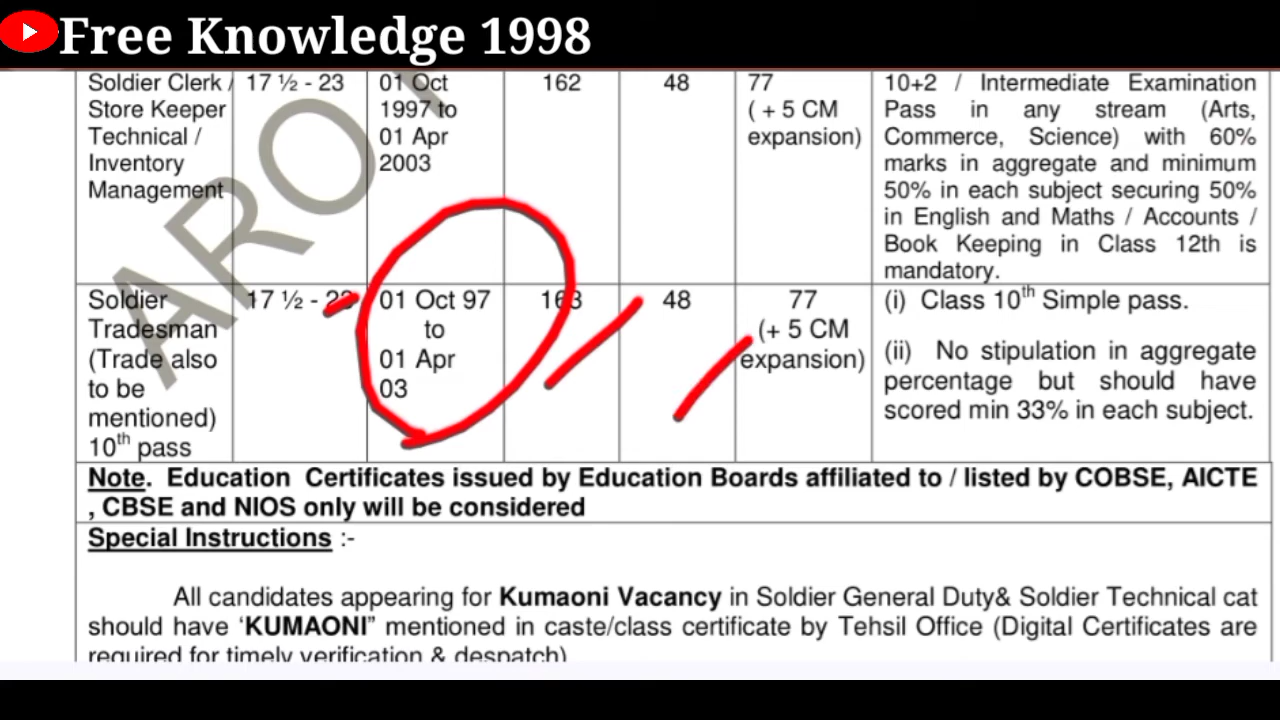 Free Knowledge 1998
Soldier Clerk /
Store Keeper
Technical /
Inventory
Management
17 ½ - 23
01 Oct
1997 to
01 Apr
2003
162
48
77
( + 5 CM
expansion)
10+2 / Intermediate Examination
Pass in any stream (Arts,
Commerce, Science) with 60%
marks in aggregate and minimum
50% in each subject securing 50%
in English and Maths / Accounts /
Book Keeping in Class 12th is
mandatory.
Soldier
Tradesman
(Trade also
to be
mentioned)
10th pass
17 ½ - 23
01 Oct 97
to
01 Apr
03
163
48
77
(+ 5 CM
expansion)
(i) Class 10th Simple pass.
(ii) No stipulation in aggregate
percentage but should have
scored min 33% in each subject.
Note. Education Certificates issued by Education Boards affiliated to / listed by COBSE, AICTE
, CBSE and NIOS only will be considered
Special Instructions :-
All candidates appearing for Kumaoni Vacancy in Soldier General Duty& Soldier Technical cat
should have ‘KUMAONI” mentioned in caste/class certificate by Tehsil Office (Digital Certificates are
required for timely verification & despatch)
ARO